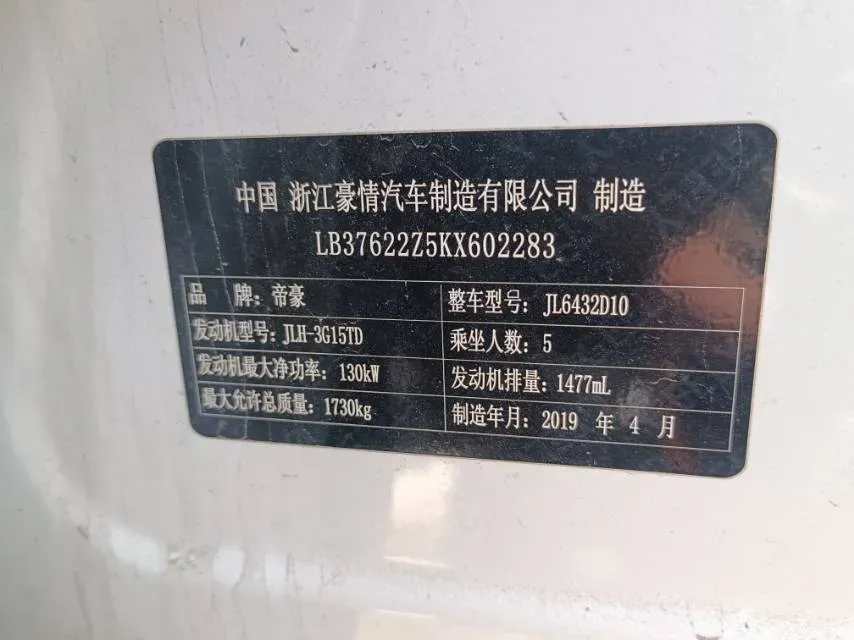 中国 浙江豪情汽车制造有限公司 制造
LB37622Z5KX602283
品 牌：帝豪 整车型号：JL6432D10
发动机型号：JLH-3G15TD 乘坐人数：5
发动机最大净功率：130kW 发动机排量：1477mL
最大允许总质量：1730kg 制造年月：2019 年 4 月